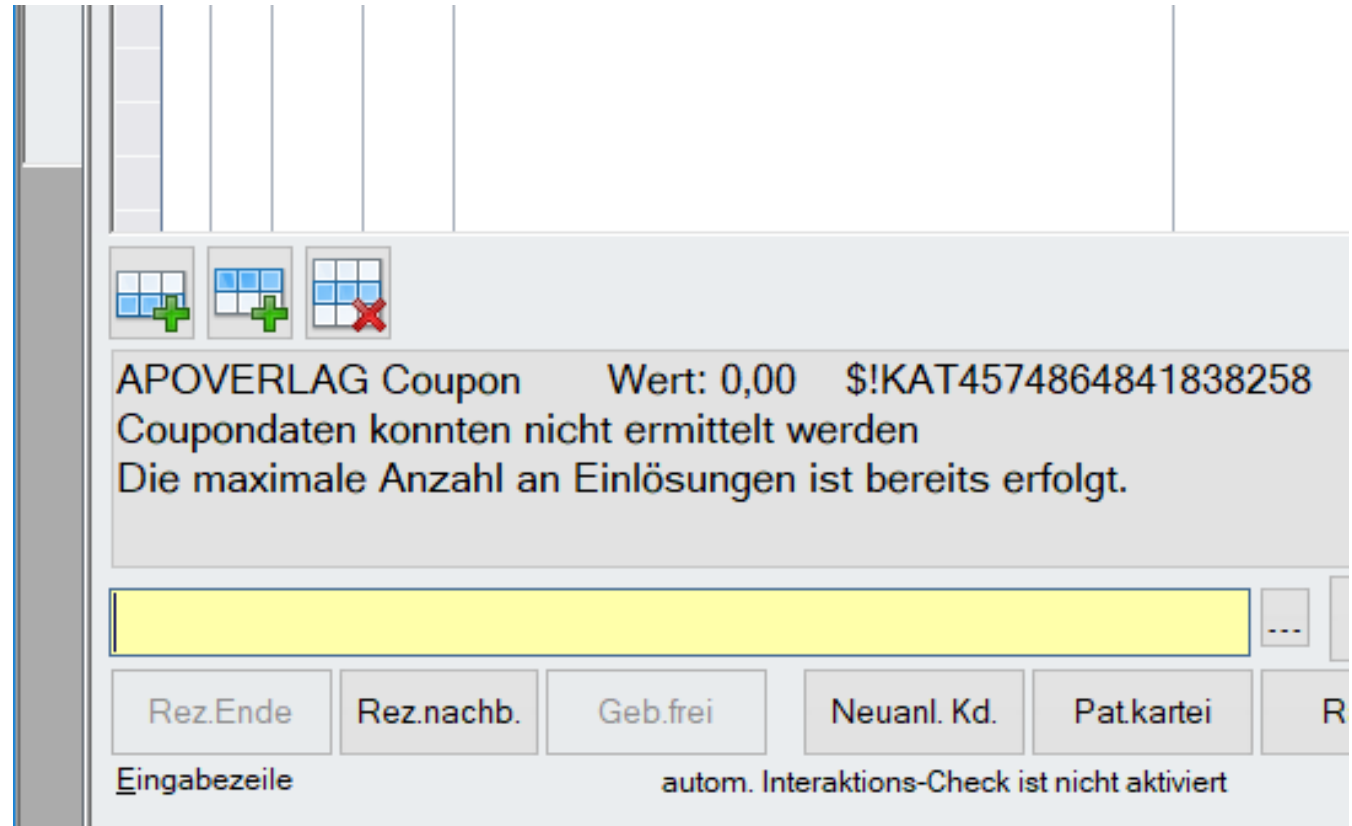 APOVERLAG Coupon Wert: 0,00 $!KAT4574864841838258
Coupondaten konnten nicht ermittelt werden
Die maximale Anzahl an Einlösungen ist bereits erfolgt.
...
Rez.Ende Rez.nachb. Geb.frei Neuanl. Kd. Pat.kartei R
Eingabezeile autom. Interaktions-Check ist nicht aktiviert